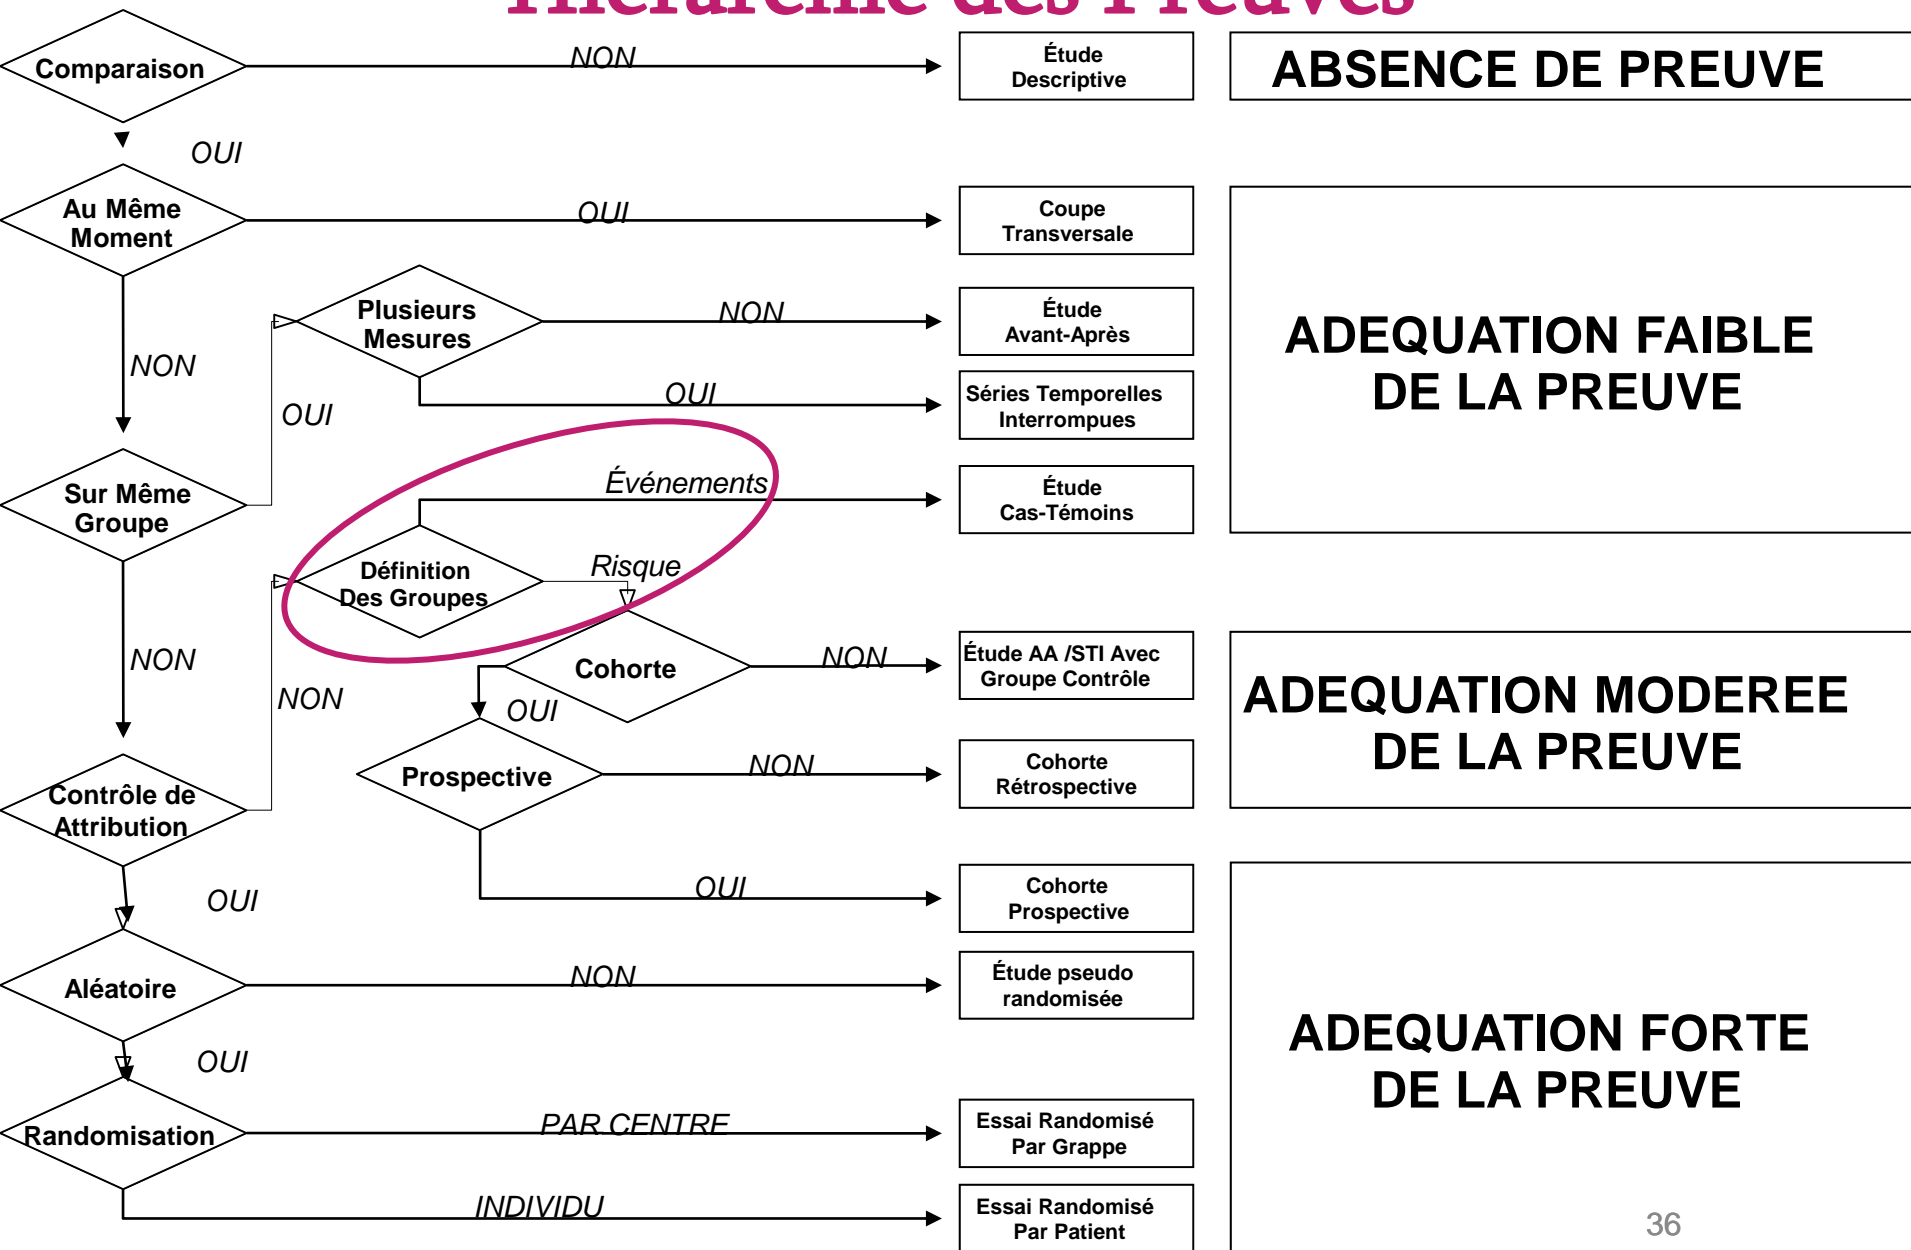 Hiérarchie des Preuves
Comparaison
NON
Étude
Descriptive
ABSENCE DE PREUVE
OUI
Au Même
Moment
OUI
Coupe
Transversale
ADEQUATION FAIBLE
DE LA PREUVE
Plusieurs
Mesures
NON
Étude
Avant-Après
NON
OUI
OUI
Séries Temporelles
Interrompues
Sur Même
Groupe
Événements
Étude
Cas-Témoins
Définition
Des Groupes
Risque
NON
NON
Cohorte
NON
Étude AA /STI Avec
Groupe Contrôle
ADEQUATION MODEREE
DE LA PREUVE
OUI
Prospective
NON
Cohorte
Rétrospective
Contrôle de
Attribution
OUI
OUI
Cohorte
Prospective
ADEQUATION FORTE
DE LA PREUVE
Aléatoire
NON
Étude pseudo
randomisée
OUI
Randomisation
PAR CENTRE
Essai Randomisé
Par Grappe
INDIVIDU
Essai Randomisé
Par Patient
36